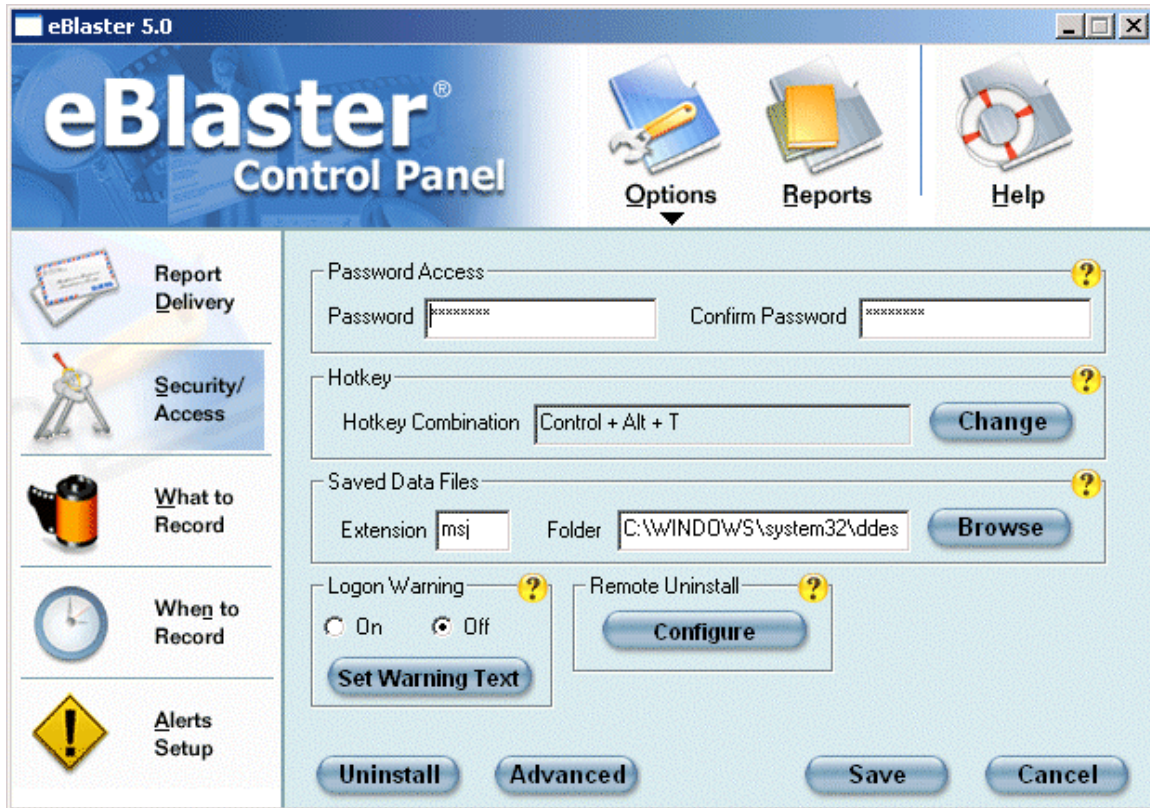 eBlaster 5.0
eBlaster®
Control Panel
Options
Reports
Help
Report
Delivery
Security/
Access
What to
Record
When to
Record
Alerts
Setup
Password Access
?
Password
××××××××
Confirm Password
××××××××
Hotkey
?
Hotkey Combination
Control + Alt + T
Change
Saved Data Files
?
Extension
msj
Folder
C:\WINDOWS\system32\ddes
Browse
Logon Warning
?
On
Off
Set Warning Text
Remote Uninstall
?
Configure
Uninstall
Advanced
Save
Cancel